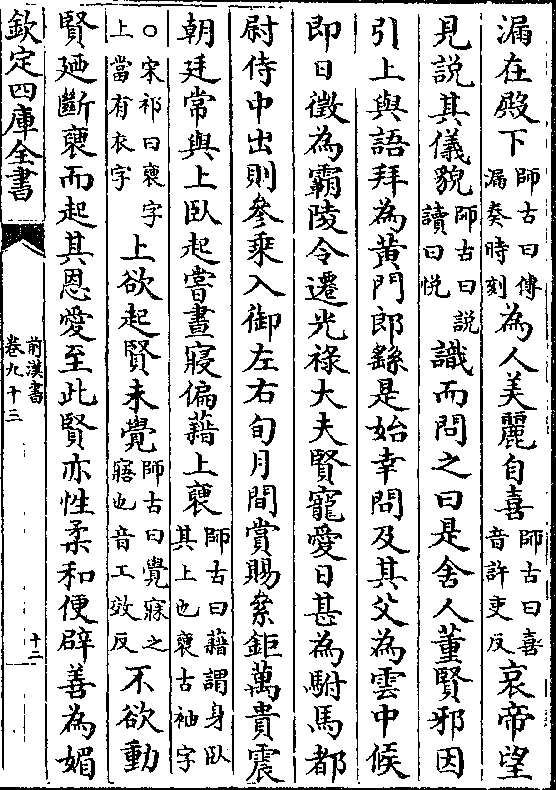 漏在殿下師古曰傳漏奏時刻為人美麗自喜師古曰喜音許吏反哀帝望
見說其儀貌師古曰說讀曰悅識而問之曰是舍人董賢邪因
引上與語拜為黃門郎繇是始幸問及其父為雲中候
即日徵為霸陵令遷光祿大夫賢寵愛日甚為駙馬都
尉侍中出則參乘入御左右旬月間賞賜絫鉅萬貴震
朝廷常與上臥起嘗晝寢偏藉上褏師古曰藉謂身臥其上也褏古袖字
○宋祁曰褏字上當有衣字上欲起賢未覺師古曰覺寐之寤也音工效反不欲動
賢廼斷褏而起其恩愛至此賢亦性柔和便辟善為媚
欽定四庫全書
前漢書
卷九十三
十二